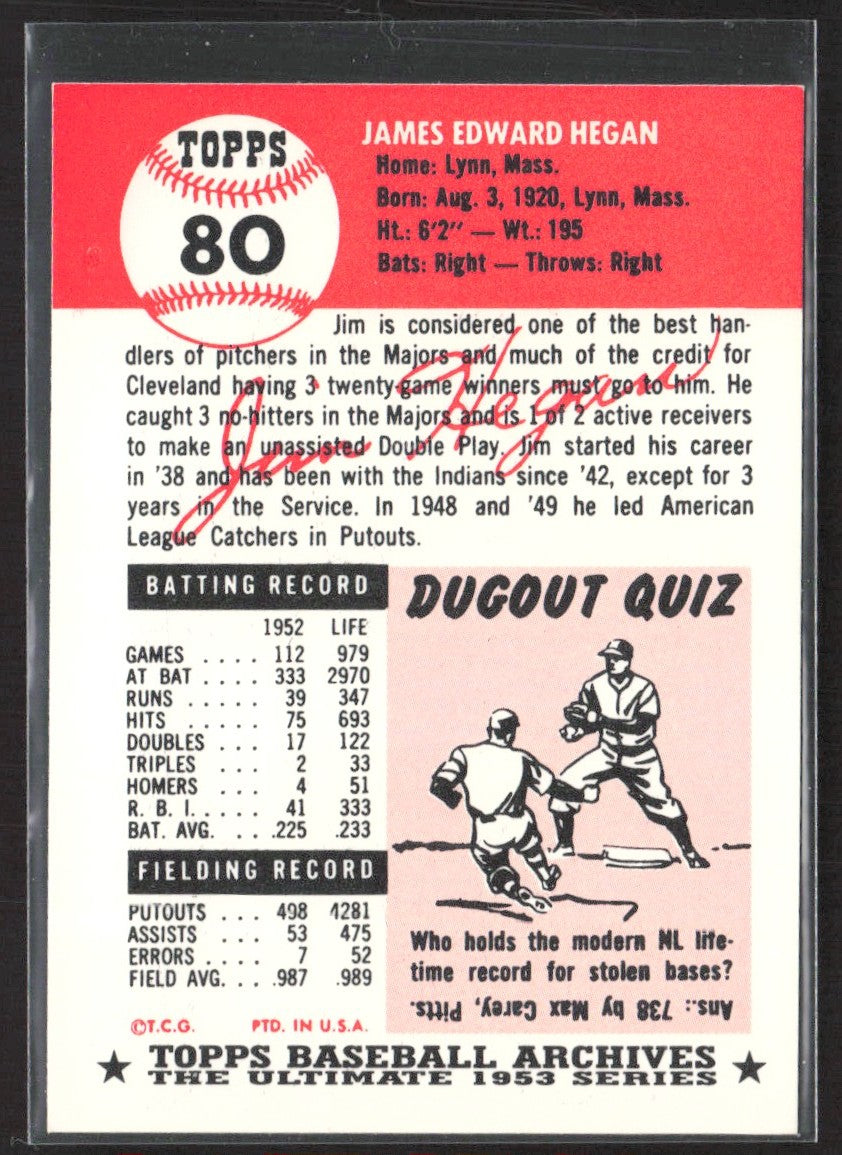 TOPPS
80
JAMES EDWARD HEGAN
Home: Lynn, Mass.
Born: Aug. 3, 1920, Lynn, Mass.
Ht.: 6'2" — Wt.: 195
Bats: Right — Throws: Right
Jim is considered one of the best han-
dlers of pitchers in the Majors and much of the credit for
Cleveland having 3 twenty-game winners must go to him. He
caught 3 no-hitters in the Majors and is 1 of 2 active receivers
to make an unassisted Double Play. Jim started his career
in '38 and has been with the Indians since '42, except for 3
years in the Service. In 1948 and '49 he led American
League Catchers in Putouts.
Jim Hegan
BATTING RECORD
1952 LIFE
GAMES .... 112 979
AT BAT .... 333 2970
RUNS ..... 39 347
HITS ..... 75 693
DOUBLES ... 17 122
TRIPLES ... 2 33
HOMERS ... 4 51
R. B. I. .... 41 333
BAT. AVG. ... .225 .233
FIELDING RECORD
PUTOUTS ... 498 4281
ASSISTS ... 53 475
ERRORS .... 7 52
FIELD AVG. ... .987 .989
©T.C.G. PTD. IN U.S.A.
DUGOUT QUIZ
Who holds the modern NL life-
time record for stolen bases?
Ans.: 738 by Max Carey, Pitts.
★ TOPPS BASEBALL ARCHIVES ★
THE ULTIMATE 1953 SERIES